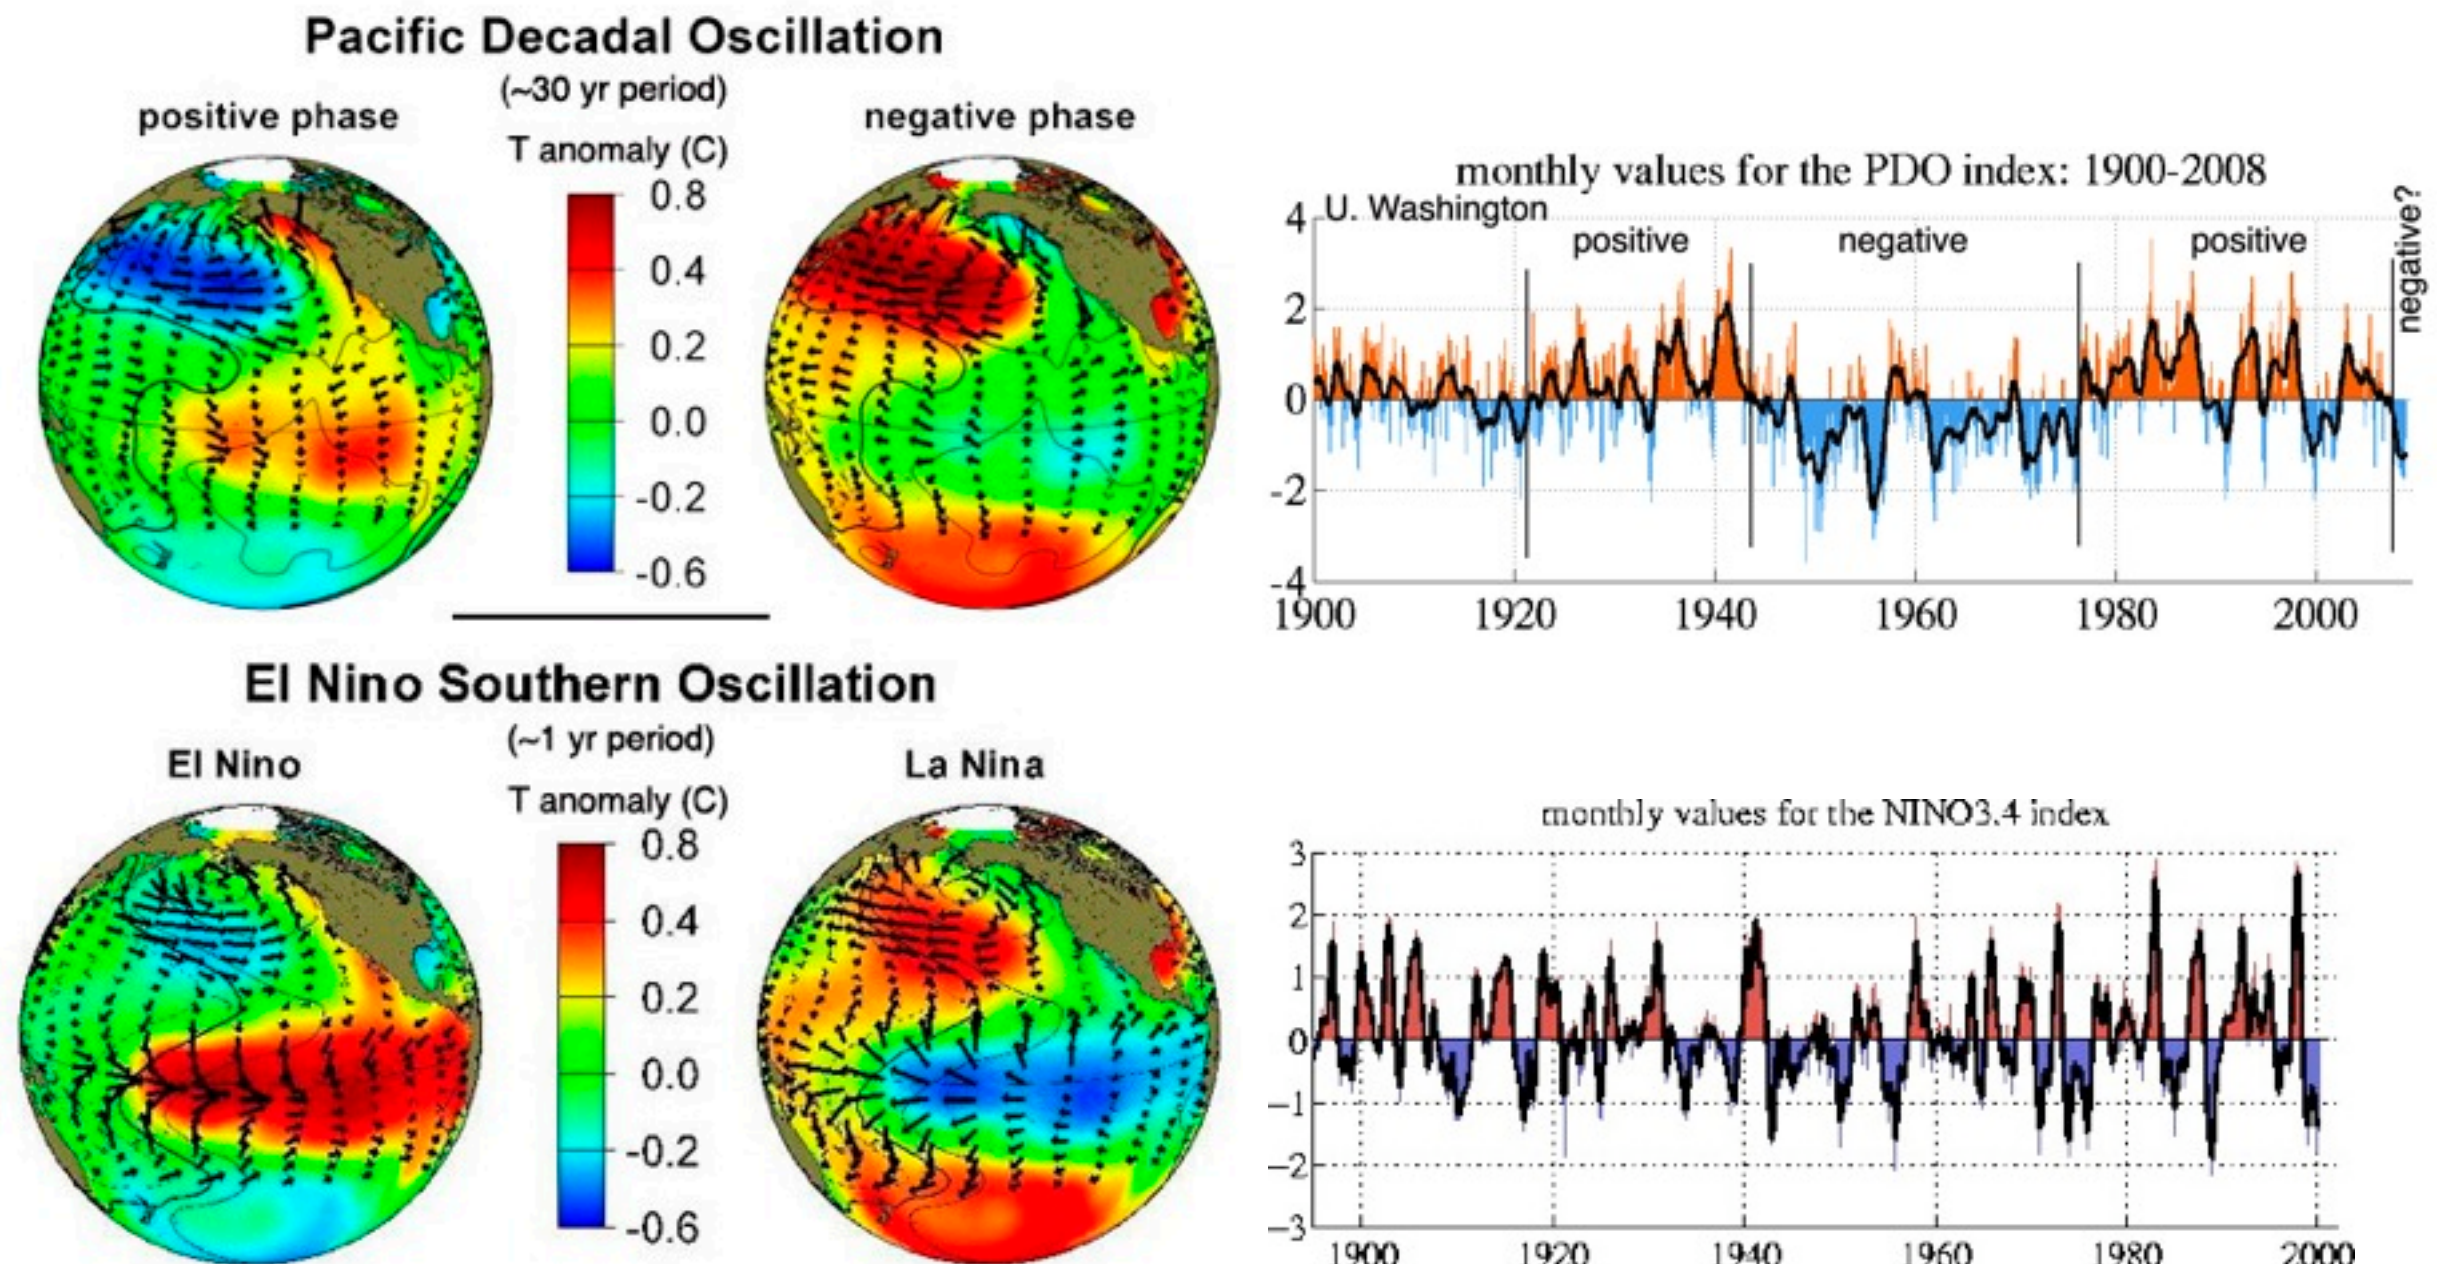 Pacific Decadal Oscillation
(~30 yr period)
positive phase
negative phase
T anomaly (C)
0.8
0.4
0.2
0.0
-0.2
-0.6
monthly values for the PDO index: 1900-2008
U. Washington
positive
negative
positive
negative?
4
2
0
-2
-4
1900 1920 1940 1960 1980 2000
El Nino Southern Oscillation
(~1 yr period)
El Nino
La Nina
T anomaly (C)
0.8
0.4
0.2
0.0
-0.2
-0.6
monthly values for the NINO3.4 index
3
2
1
0
-1
-2
-3
1900 1920 1940 1960 1980 2000